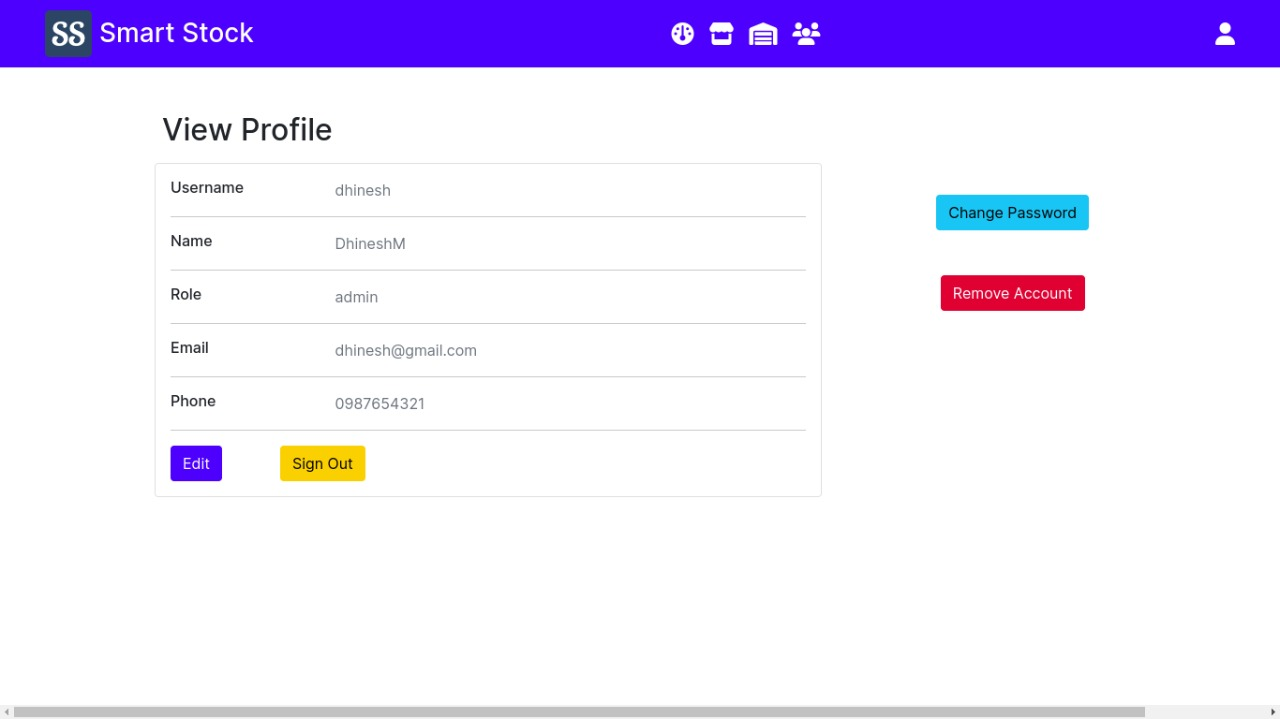 SS Smart Stock
View Profile
Username dhinesh
Name DhineshM
Role admin
Email dhinesh@gmail.com
Phone 0987654321
Edit Sign Out
Change Password
Remove Account